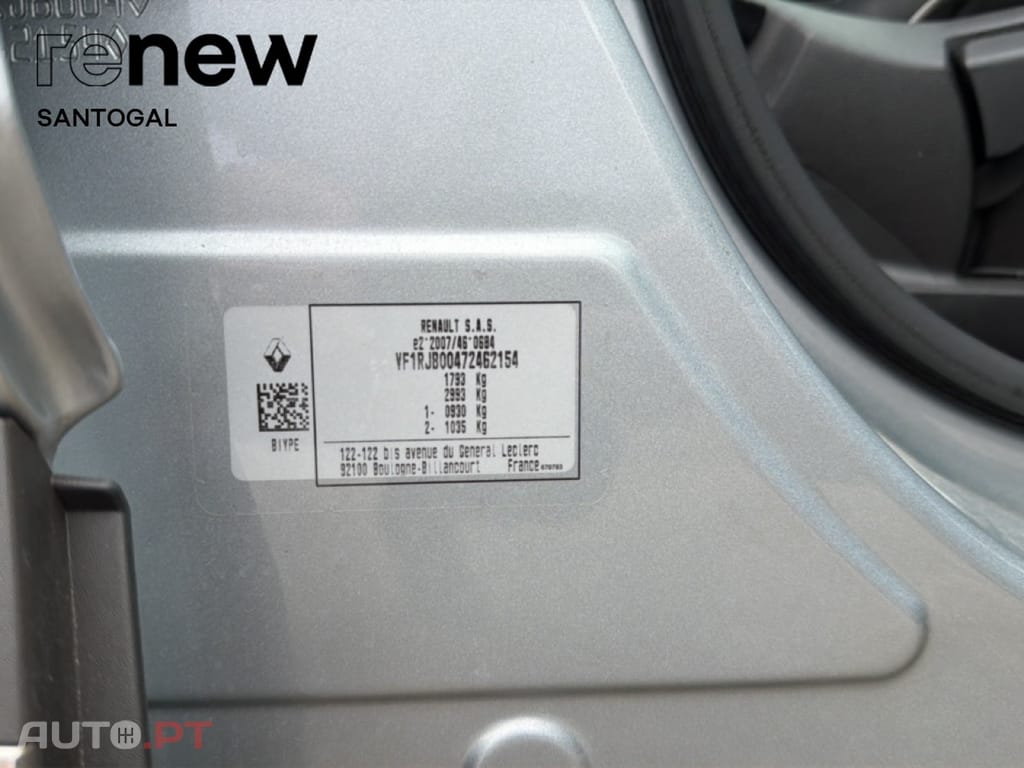 renew
SANTOGAL
RENAULT S.A.S.
e2*2007/46*0684
VF1RJB00472462154
1793 Kg
2993 Kg
1- 0930 Kg
2- 1035 Kg
BIYPE
122-122 bis avenue du General Leclerc
92100 Boulogne-Billancourt France
AUTO.PT